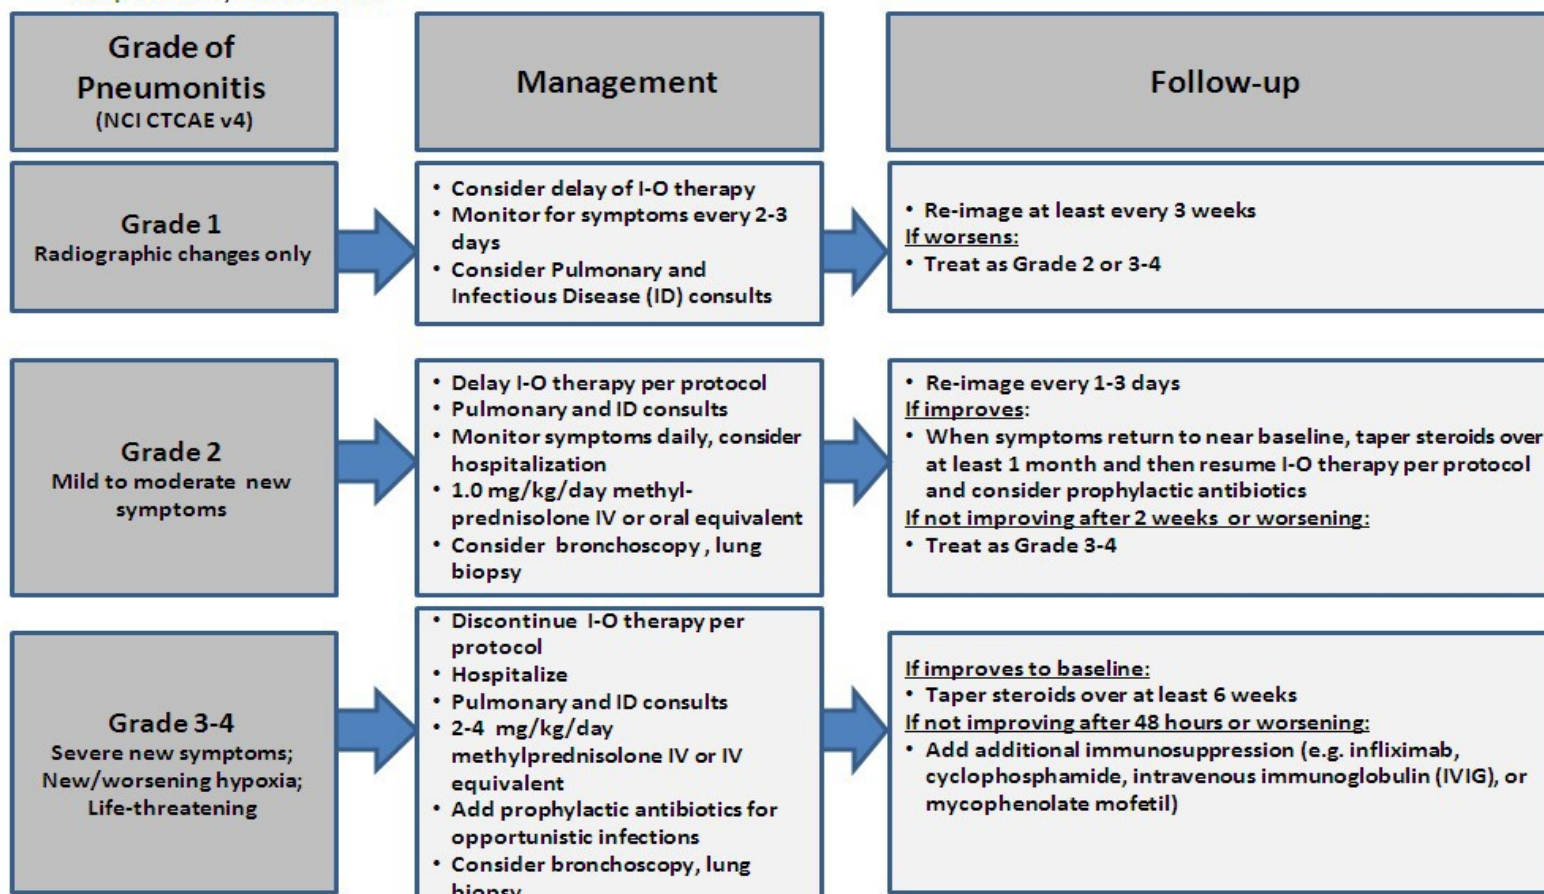 Grade of
Pneumonitis
(NCI CTCAE v4)
Management
Follow-up
Grade 1
Radiographic changes only
• Consider delay of I-O therapy
• Monitor for symptoms every 2-3
days
• Consider Pulmonary and
Infectious Disease (ID) consults
• Re-image at least every 3 weeks
If worsens:
• Treat as Grade 2 or 3-4
Grade 2
Mild to moderate new
symptoms
• Delay I-O therapy per protocol
• Pulmonary and ID consults
• Monitor symptoms daily, consider
hospitalization
• 1.0 mg/kg/day methyl-
prednisolone IV or oral equivalent
• Consider bronchoscopy , lung
biopsy
• Re-image every 1-3 days
If improves:
• When symptoms return to near baseline, taper steroids over
at least 1 month and then resume I-O therapy per protocol
and consider prophylactic antibiotics
If not improving after 2 weeks or worsening:
• Treat as Grade 3-4
Grade 3-4
Severe new symptoms;
New/worsening hypoxia;
Life-threatening
• Discontinue I-O therapy per
protocol
• Hospitalize
• Pulmonary and ID consults
• 2-4 mg/kg/day
methylprednisolone IV or IV
equivalent
• Add prophylactic antibiotics for
opportunistic infections
• Consider bronchoscopy, lung
biopsy
If improves to baseline:
• Taper steroids over at least 6 weeks
If not improving after 48 hours or worsening:
• Add additional immunosuppression (e.g. infliximab,
cyclophosphamide, intravenous immunoglobulin (IVIG), or
mycophenolate mofetil)